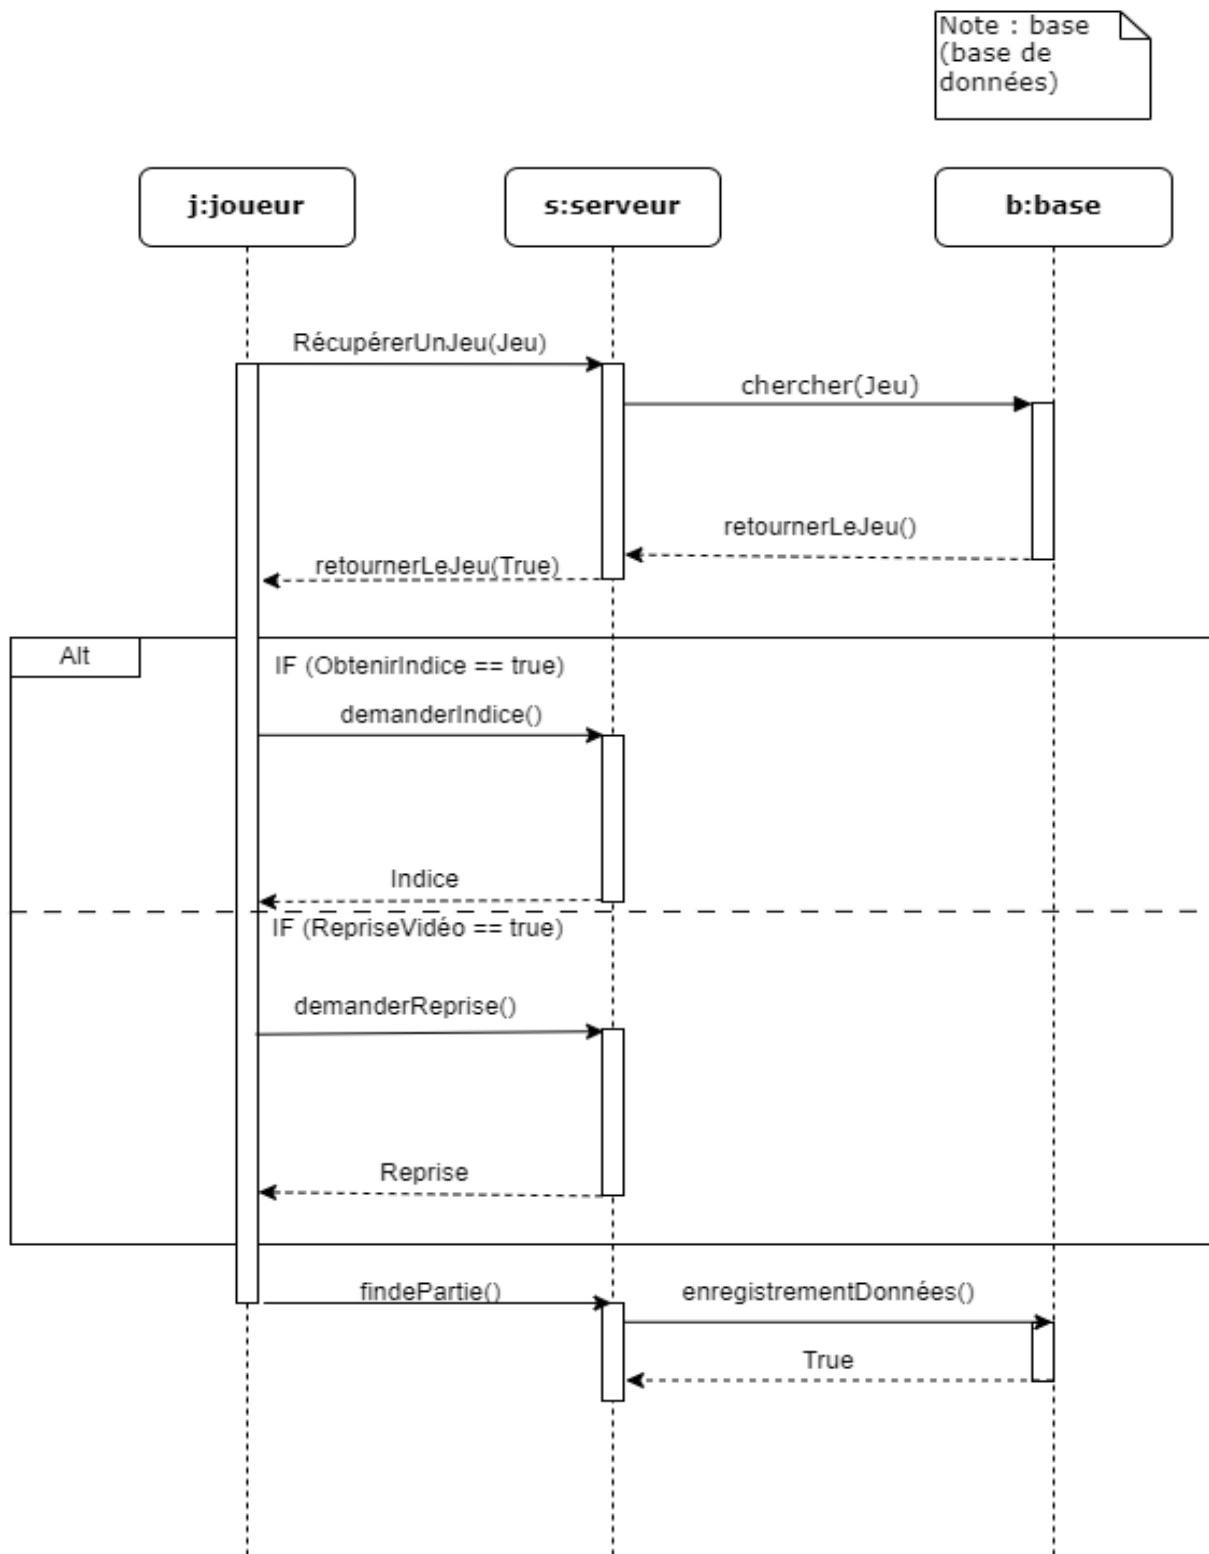 Note : base
(base de
données)
j:joueur
s:serveur
b:base
RécupérerUnJeu(Jeu)
chercher(Jeu)
retournerLeJeu()
retournerLeJeu(True)
Alt
IF (ObtenirIndice == true)
demanderIndice()
Indice
IF (RepriseVidéo == true)
demanderReprise()
Reprise
findePartie()
enregistrementDonnées()
True